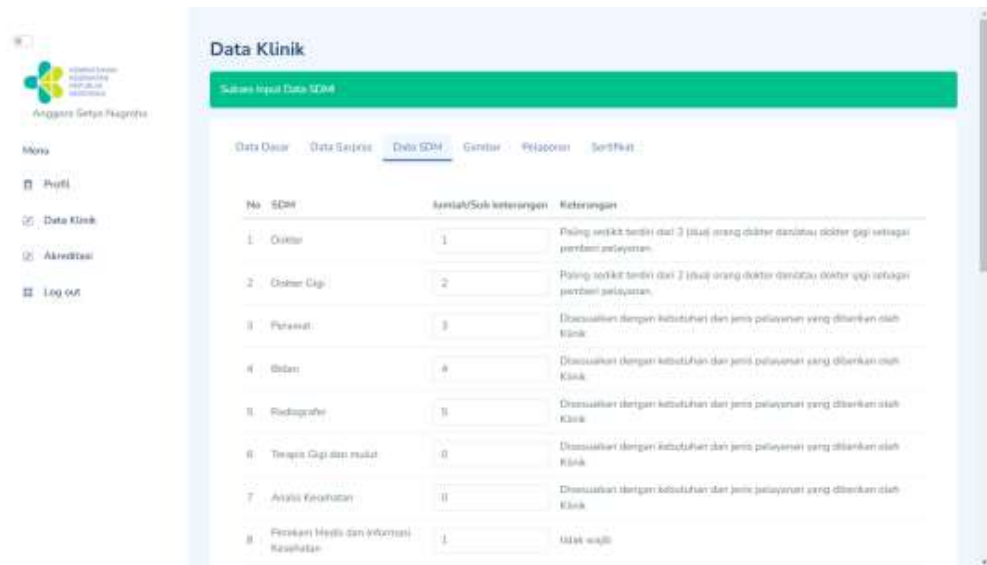 KEMENTERIAN
KESEHATAN
REPUBLIK
INDONESIA
Anggoro Setyo Nugroho
Menu
Profil
Data Klinik
Akreditasi
Log out
Data Klinik
Sukses Input Data SDM
Data Dasar Data Sarpras Data SDM Gambar Pelaporan Sertifikat
No SDM Jumlah/Sub keterangan Keterangan
1 Dokter 1 Paling sedikit terdiri dari 2 (dua) orang dokter dan/atau dokter gigi sebagai
pemberi pelayanan.
2 Dokter Gigi 2 Paling sedikit terdiri dari 2 (dua) orang dokter dan/atau dokter gigi sebagai
pemberi pelayanan.
3 Perawat 3 Disesuaikan dengan kebutuhan dan jenis pelayanan yang diberikan oleh
Klinik
4 Bidan 4 Disesuaikan dengan kebutuhan dan jenis pelayanan yang diberikan oleh
Klinik
5 Radiografer 5 Disesuaikan dengan kebutuhan dan jenis pelayanan yang diberikan oleh
Klinik
6 Terapis Gigi dan mulut 0 Disesuaikan dengan kebutuhan dan jenis pelayanan yang diberikan oleh
Klinik
7 Analis Kesehatan 0 Disesuaikan dengan kebutuhan dan jenis pelayanan yang diberikan oleh
Klinik
8 Perekam Medis dan Informasi
Kesehatan 1 tidak wajib